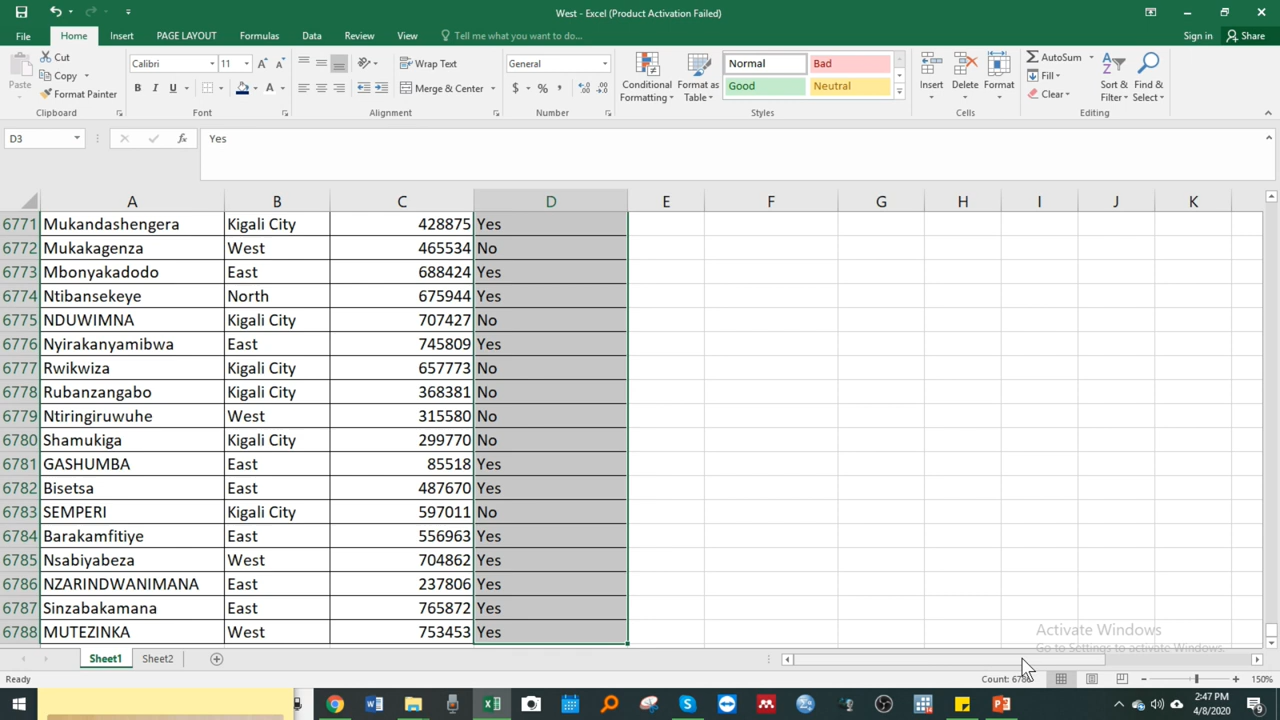 West - Excel (Product Activation Failed)
File Home Insert PAGE LAYOUT Formulas Data Review View Tell me what you want to do... Sign in Share
Paste Cut Copy Format Painter Clipboard
Calibri 11 B I U A Font
Wrap Text Merge & Center Alignment
General $ % , Number
Conditional Formatting Format as Table Normal Bad Good Neutral Styles
Insert Delete Format Cells
AutoSum Fill Clear Sort & Filter Find & Select Editing
D3 fx Yes
A B C D E F G H I J K
6771 Mukandashengera Kigali City 428875 Yes
6772 Mukakagenza West 465534 No
6773 Mbonyakadodo East 688424 Yes
6774 Ntibansekeye North 675944 Yes
6775 NDUWIMNA Kigali City 707427 No
6776 Nyirakanyamibwa East 745809 Yes
6777 Rwikwiza Kigali City 657773 No
6778 Rubanzangabo Kigali City 368381 No
6779 Ntiringiruwuhe West 315580 No
6780 Shamukiga Kigali City 299770 No
6781 GASHUMBA East 85518 Yes
6782 Bisetsa East 487670 Yes
6783 SEMPERI Kigali City 597011 No
6784 Barakamfitiye East 556963 Yes
6785 Nsabiyabeza West 704862 Yes
6786 NZARINDWANIMANA East 237806 Yes
6787 Sinzabakamana East 765872 Yes
6788 MUTEZINKA West 753453 Yes
Activate Windows
Go to Settings to activate Windows.
Sheet1 Sheet2
Ready Count: 150%
2:47 PM
4/8/2020